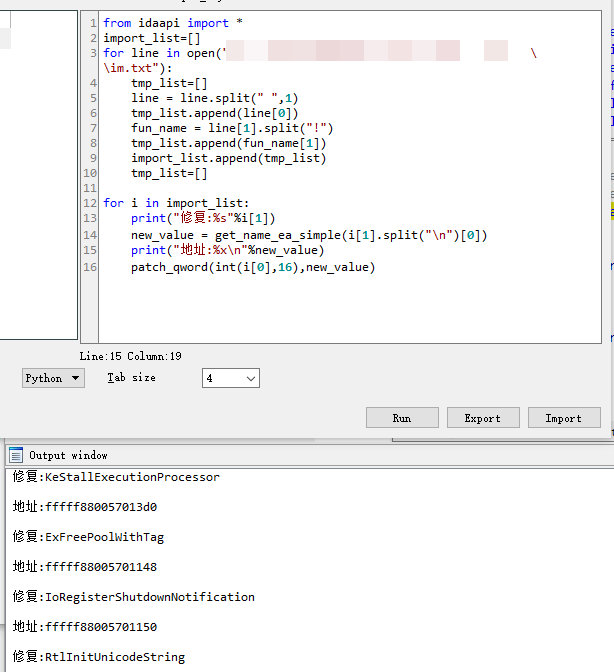 1 from idaapi import *
2 import_list=[]
3 for line in open("\
\im.txt"):
4 tmp_list=[]
5 line = line.split(" ",1)
6 tmp_list.append(line[0])
7 fun_name = line[1].split("!")
8 tmp_list.append(fun_name[1])
9 import_list.append(tmp_list)
10 tmp_list=[]
11
12 for i in import_list:
13 print("修复:%s"%i[1])
14 new_value = get_name_ea_simple(i[1].split("\n")[0])
15 print("地址:%x\n"%new_value)
16 patch_qword(int(i[0],16),new_value)
Line:15 Column:19
Python Tab size 4
Run Export Import
Output window
修复:KeStallExecutionProcessor
地址:fffff880057013d0
修复:ExFreePoolWithTag
地址:fffff88005701148
修复:IoRegisterShutdownNotification
地址:fffff88005701150
修复:RtlInitUnicodeString